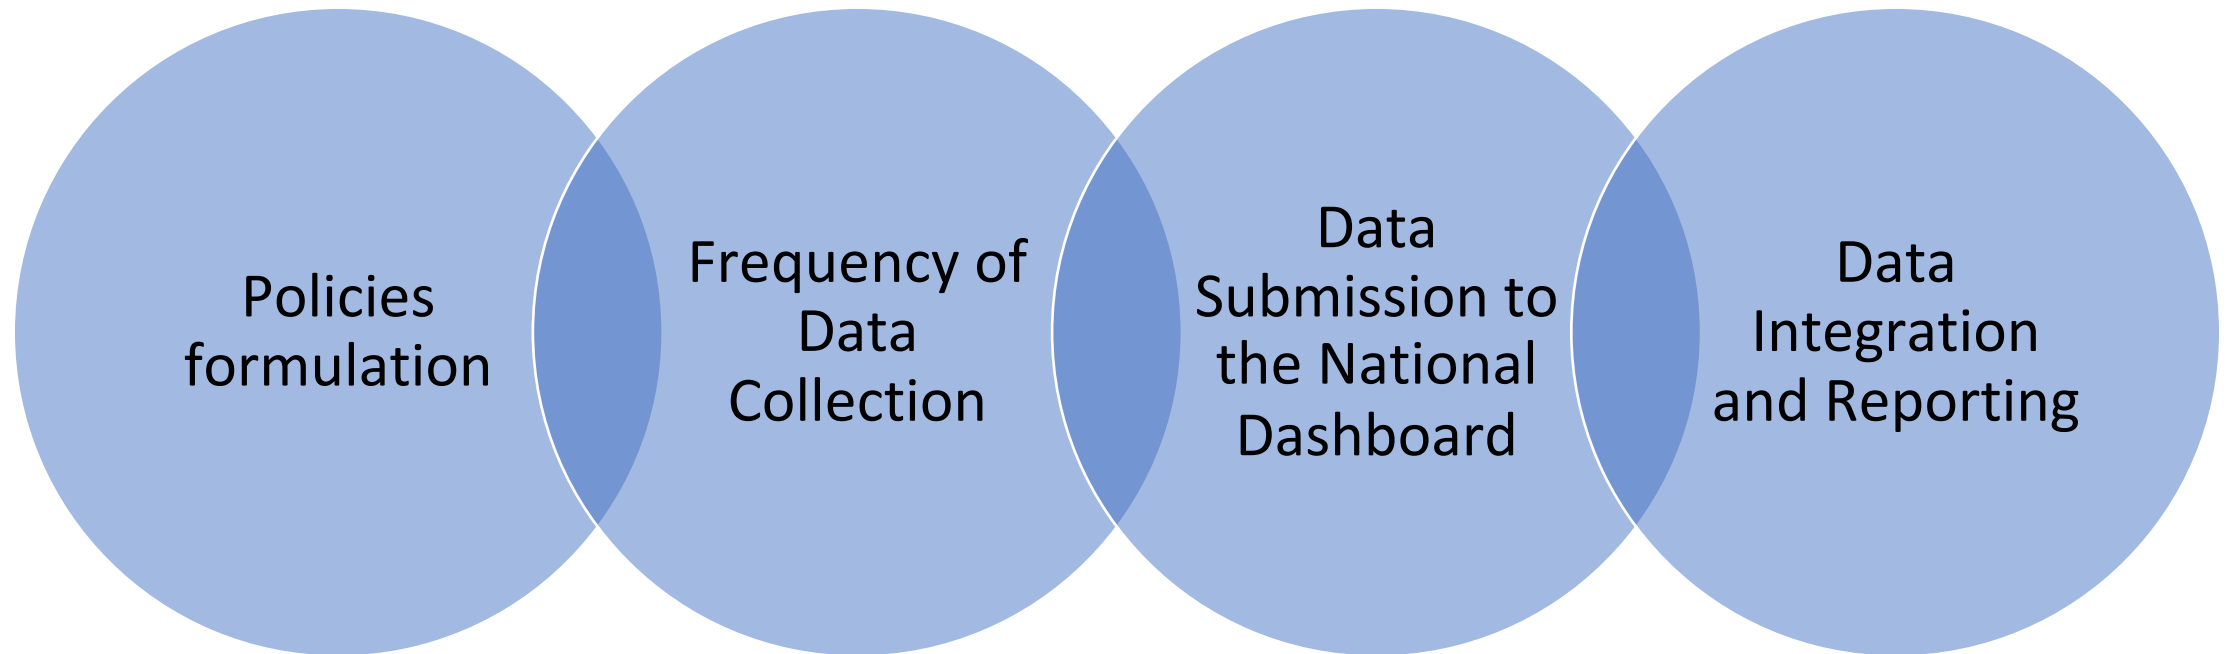 Policies
formulation
Frequency of
Data
Collection
Data
Submission to
the National
Dashboard
Data
Integration
and Reporting